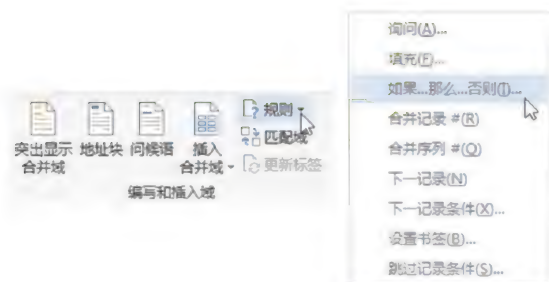 突出显示
合并域
地址块
问候语
插入
合并域
规则
匹配域
更新标签
编写和插入域
询问(A)...
填充(F)...
如果...那么...否则(I)...
合并记录 #(R)
合并序列 #(Q)
下一记录(N)
下一记录条件(X)...
设置书签(B)...
跳过记录条件(S)...